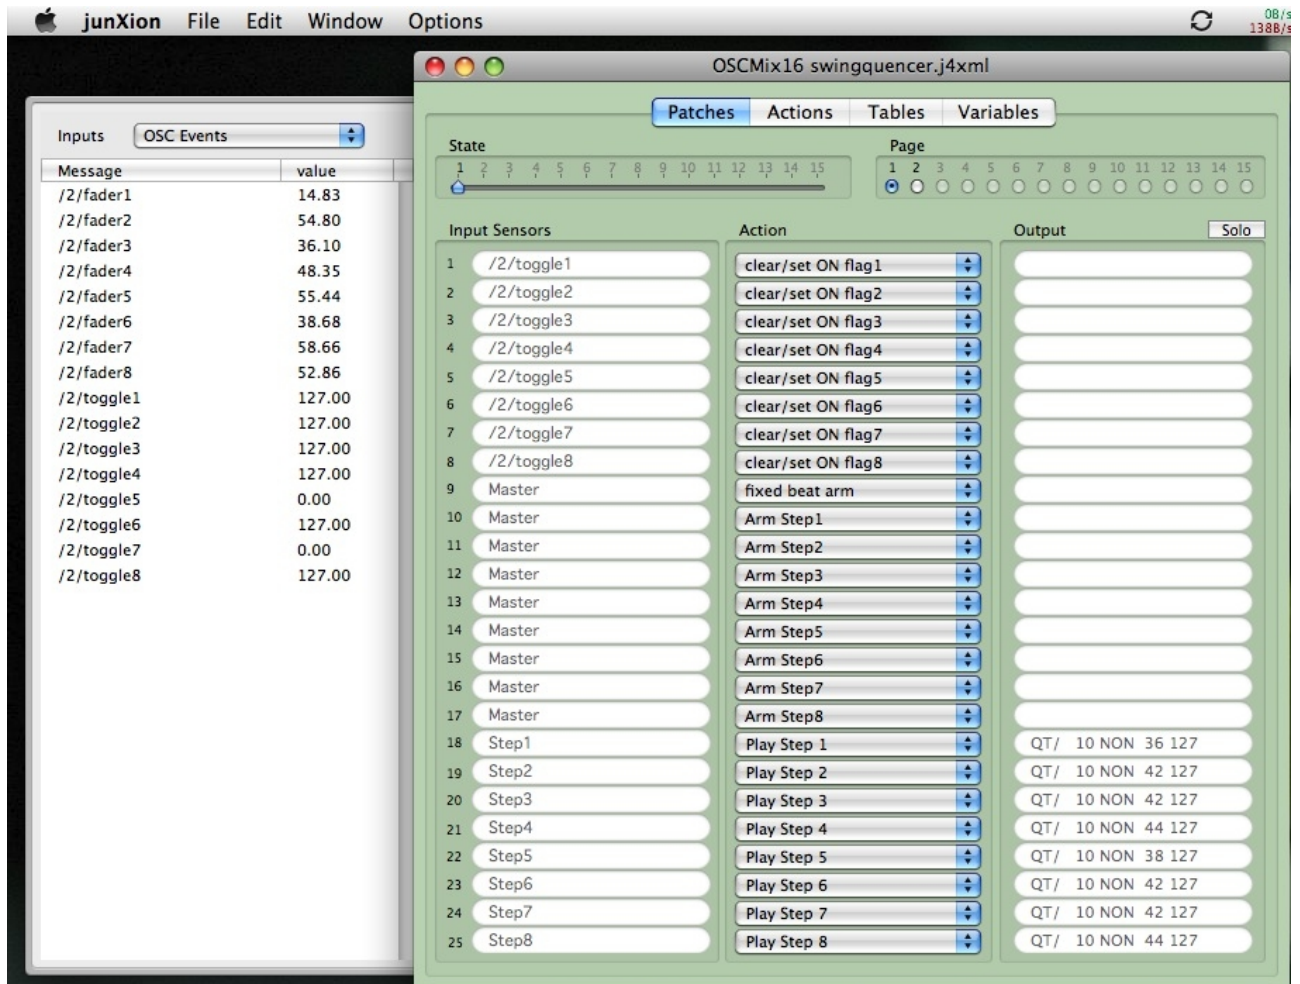 junXion File Edit Window Options
0B/s
138B/s
OSCMix16 swingquencer.j4xml
Inputs OSC Events
Message value
/2/fader1 14.83
/2/fader2 54.80
/2/fader3 36.10
/2/fader4 48.35
/2/fader5 55.44
/2/fader6 38.68
/2/fader7 58.66
/2/fader8 52.86
/2/toggle1 127.00
/2/toggle2 127.00
/2/toggle3 127.00
/2/toggle4 127.00
/2/toggle5 0.00
/2/toggle6 127.00
/2/toggle7 0.00
/2/toggle8 127.00
Patches Actions Tables Variables
State
1 2 3 4 5 6 7 8 9 10 11 12 13 14 15
Page
1 2 3 4 5 6 7 8 9 10 11 12 13 14 15
Input Sensors Action Output Solo
1 /2/toggle1 clear/set ON flag1
2 /2/toggle2 clear/set ON flag2
3 /2/toggle3 clear/set ON flag3
4 /2/toggle4 clear/set ON flag4
5 /2/toggle5 clear/set ON flag5
6 /2/toggle6 clear/set ON flag6
7 /2/toggle7 clear/set ON flag7
8 /2/toggle8 clear/set ON flag8
9 Master fixed beat arm
10 Master Arm Step1
11 Master Arm Step2
12 Master Arm Step3
13 Master Arm Step4
14 Master Arm Step5
15 Master Arm Step6
16 Master Arm Step7
17 Master Arm Step8
18 Step1 Play Step 1 QT/ 10 NON 36 127
19 Step2 Play Step 2 QT/ 10 NON 42 127
20 Step3 Play Step 3 QT/ 10 NON 42 127
21 Step4 Play Step 4 QT/ 10 NON 44 127
22 Step5 Play Step 5 QT/ 10 NON 38 127
23 Step6 Play Step 6 QT/ 10 NON 42 127
24 Step7 Play Step 7 QT/ 10 NON 42 127
25 Step8 Play Step 8 QT/ 10 NON 44 127